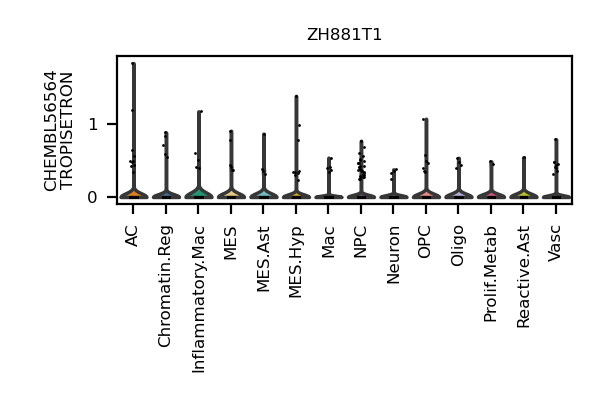 ZH881T1
CHEMBL56564
TROPISETRON
1
0
AC
Chromatin.Reg
Inflammatory.Mac
MES
MES.Ast
MES.Hyp
Mac
NPC
Neuron
OPC
Oligo
Prolif.Metab
Reactive.Ast
Vasc